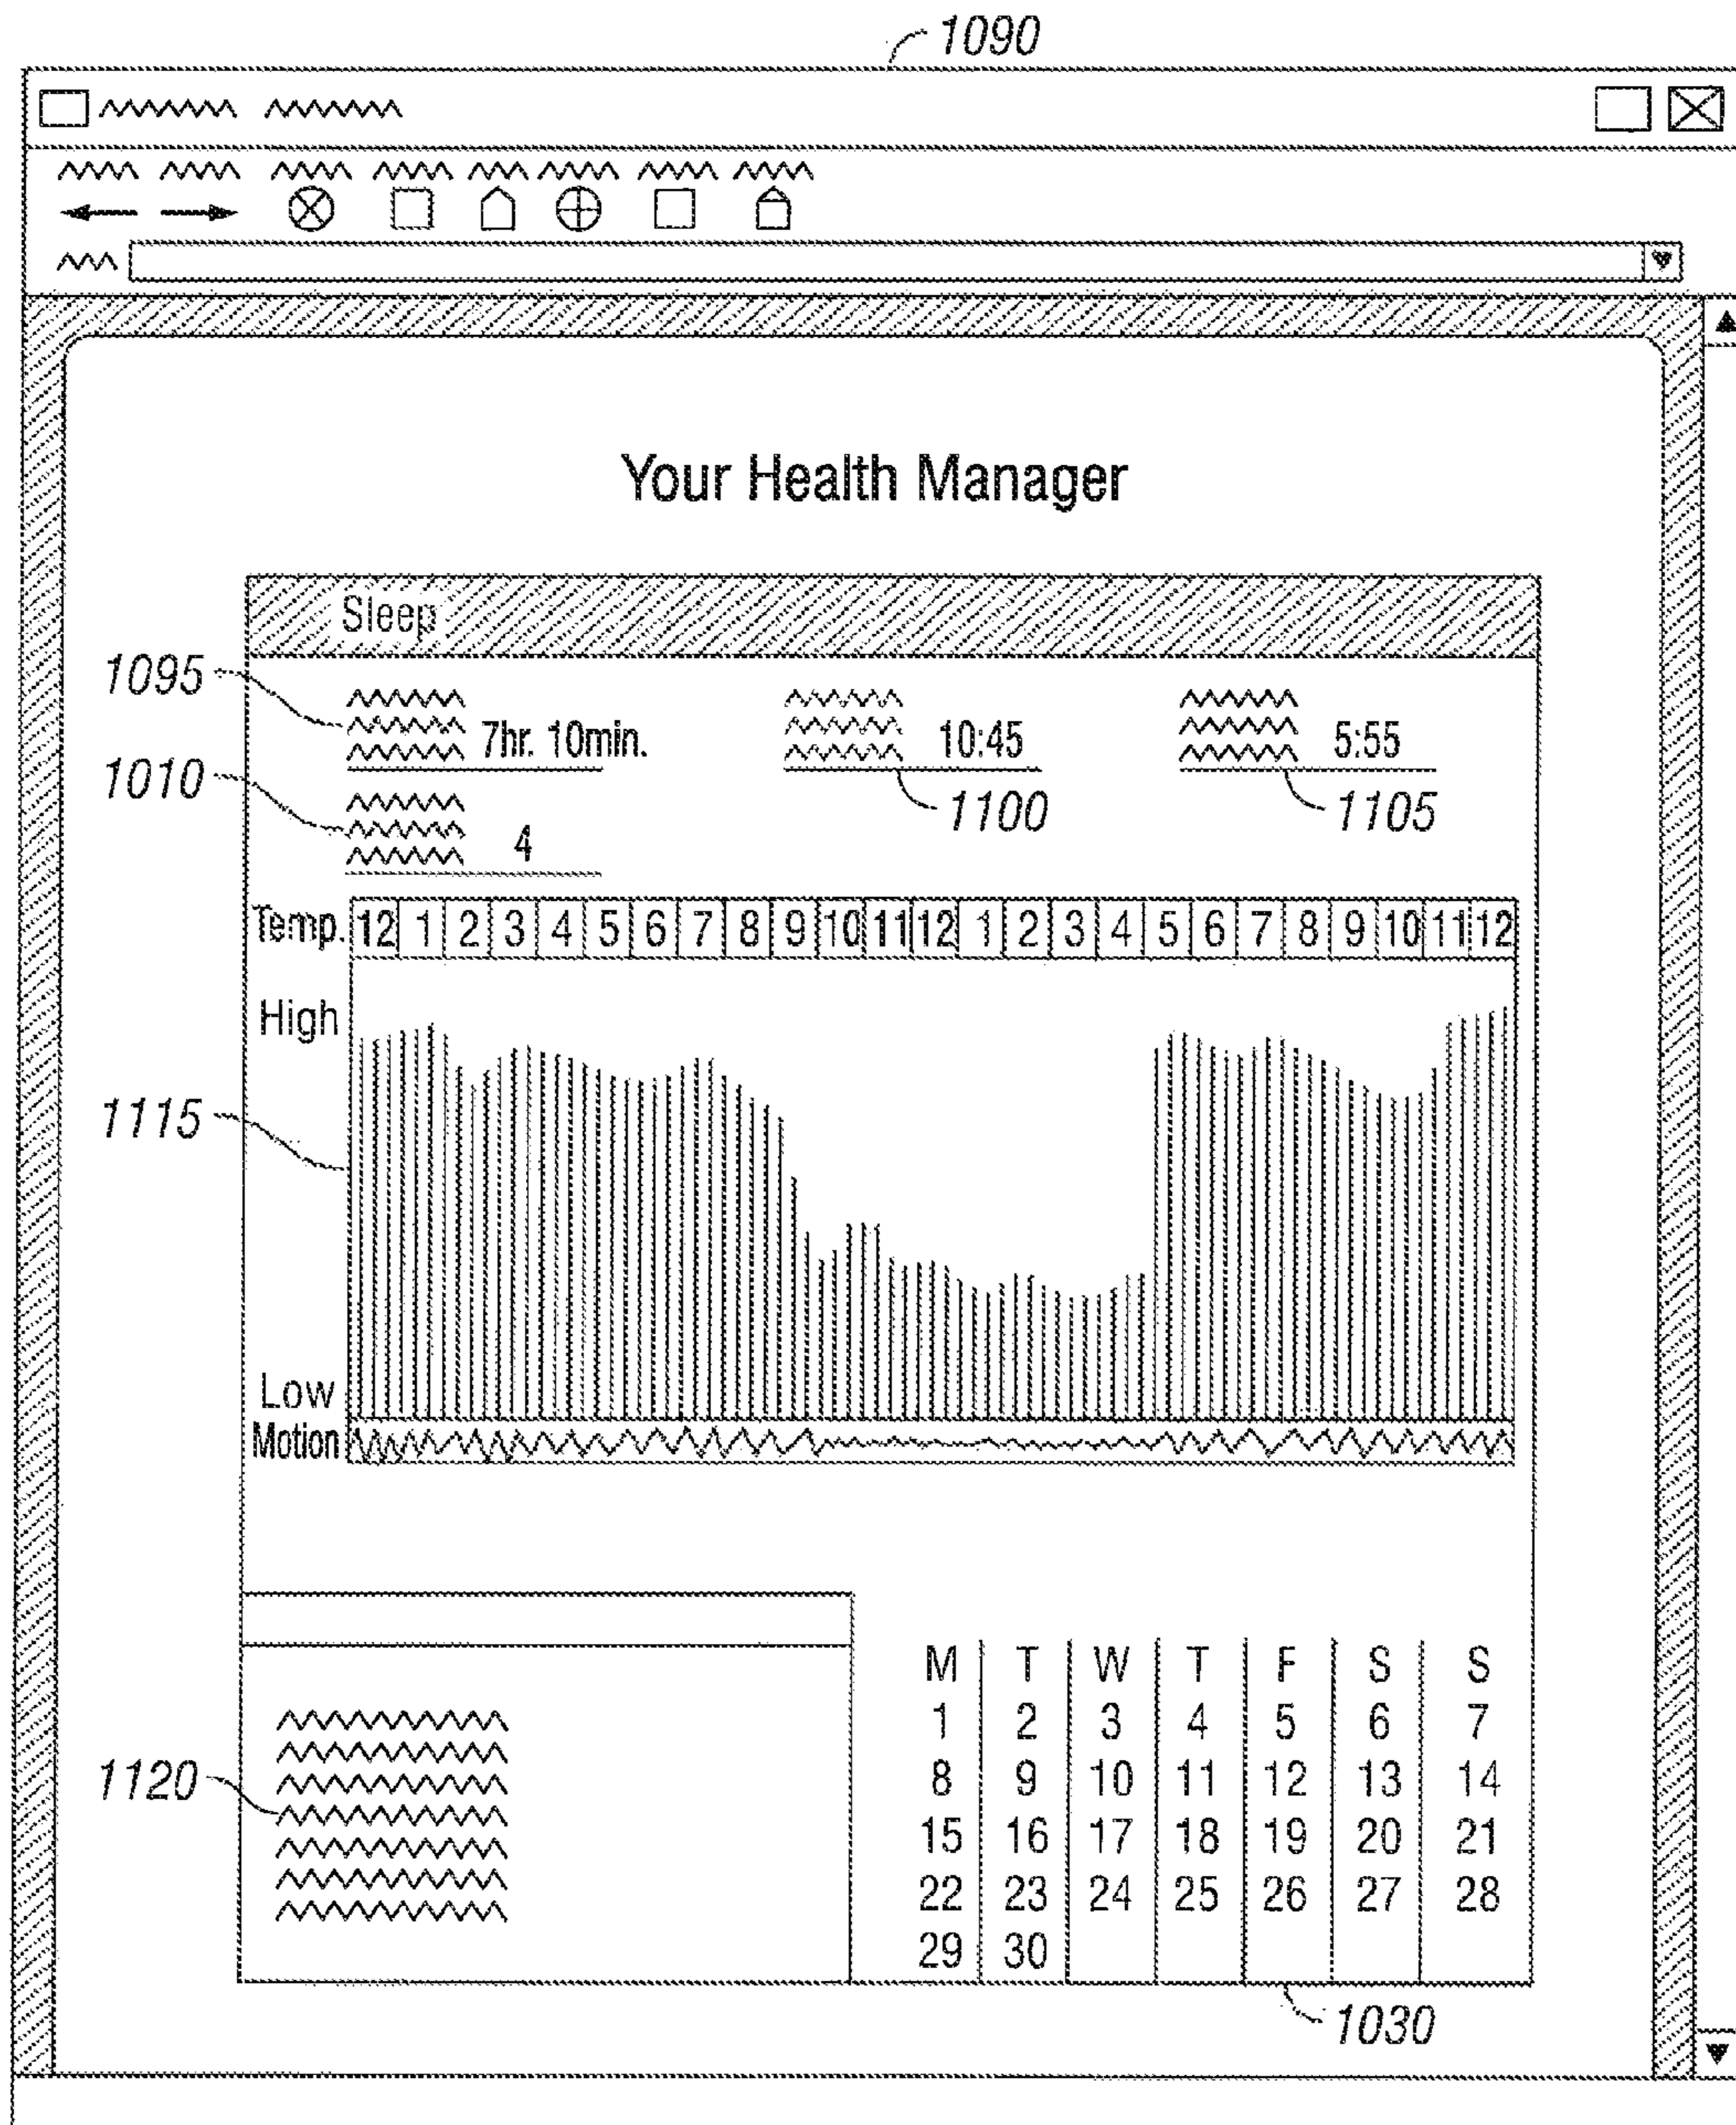 1090
Your Health Manager
Sleep
1095
7hr. 10min. 10:45 5:55
1010
1100 1105
4
Temp. 12 1 2 3 4 5 6 7 8 9 10 11 12 1 2 3 4 5 6 7 8 9 10 11 12
High
1115
Low
Motion
M T W T F S S
1 2 3 4 5 6 7
1120
8 9 10 11 12 13 14
15 16 17 18 19 20 21
22 23 24 25 26 27 28
29 30
1030